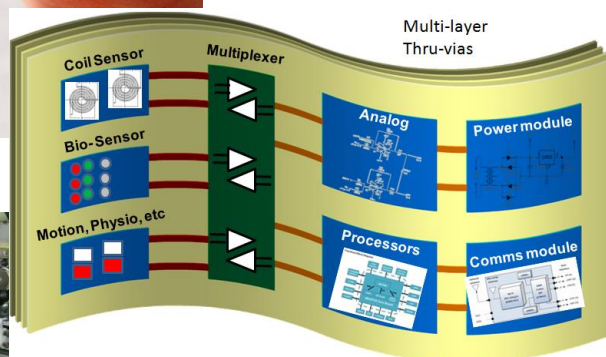 Multi-layer
Thru-vias
Coil Sensor
Multiplexer
Analog
Power module
Bio-Sensor
Motion, Physio, etc
Processors
Comms module